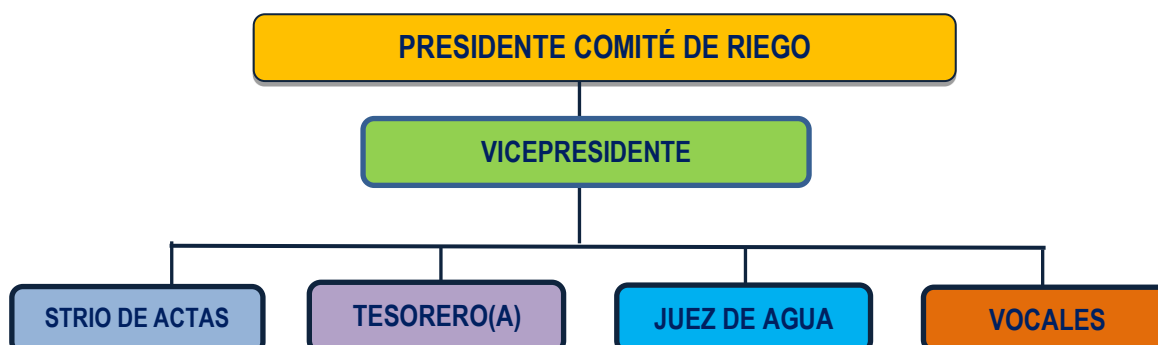 PRESIDENTE COMITÉ DE RIEGO
VICEPRESIDENTE
STRIO DE ACTAS
TESORERO(A)
JUEZ DE AGUA
VOCALES